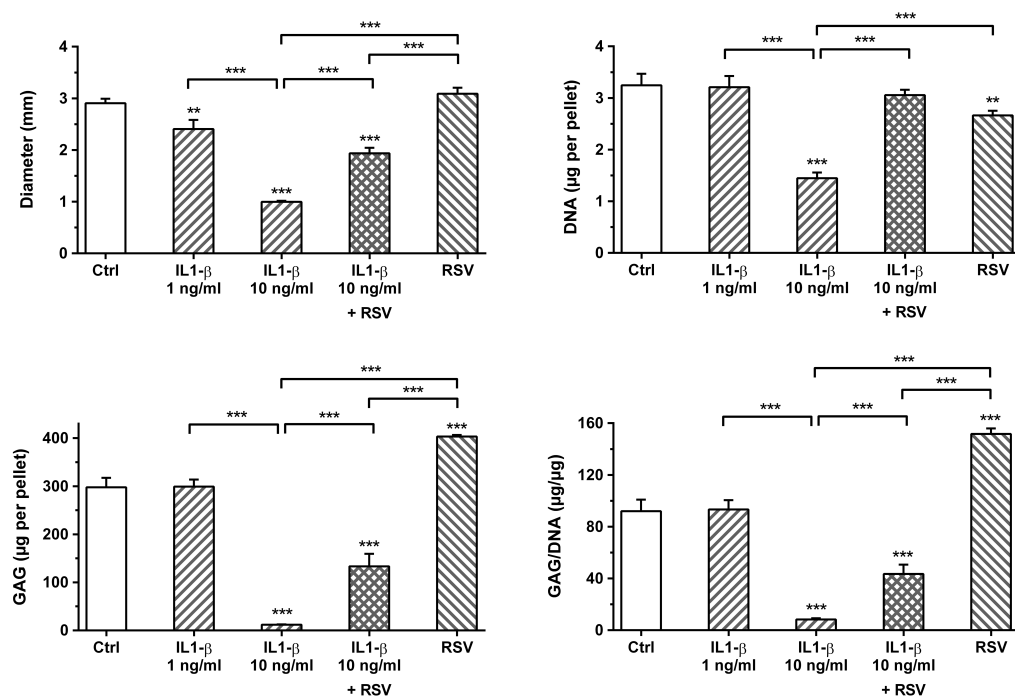 ***
***
*** ***
**
***
***
Diameter (mm)
4
3
2
1
0
Ctrl IL1-β IL1-β IL1-β RSV
1 ng/ml 10 ng/ml 10 ng/ml
+ RSV
***
*** ***
***
**
DNA (µg per pellet)
4
3
2
1
0
Ctrl IL1-β IL1-β IL1-β RSV
1 ng/ml 10 ng/ml 10 ng/ml
+ RSV
***
***
*** ***
***
***
***
GAG (µg per pellet)
400
300
200
100
0
Ctrl IL1-β IL1-β IL1-β RSV
1 ng/ml 10 ng/ml 10 ng/ml
+ RSV
***
***
*** ***
***
***
***
GAG/DNA (µg/µg)
160
120
80
40
0
Ctrl IL1-β IL1-β IL1-β RSV
1 ng/ml 10 ng/ml 10 ng/ml
+ RSV